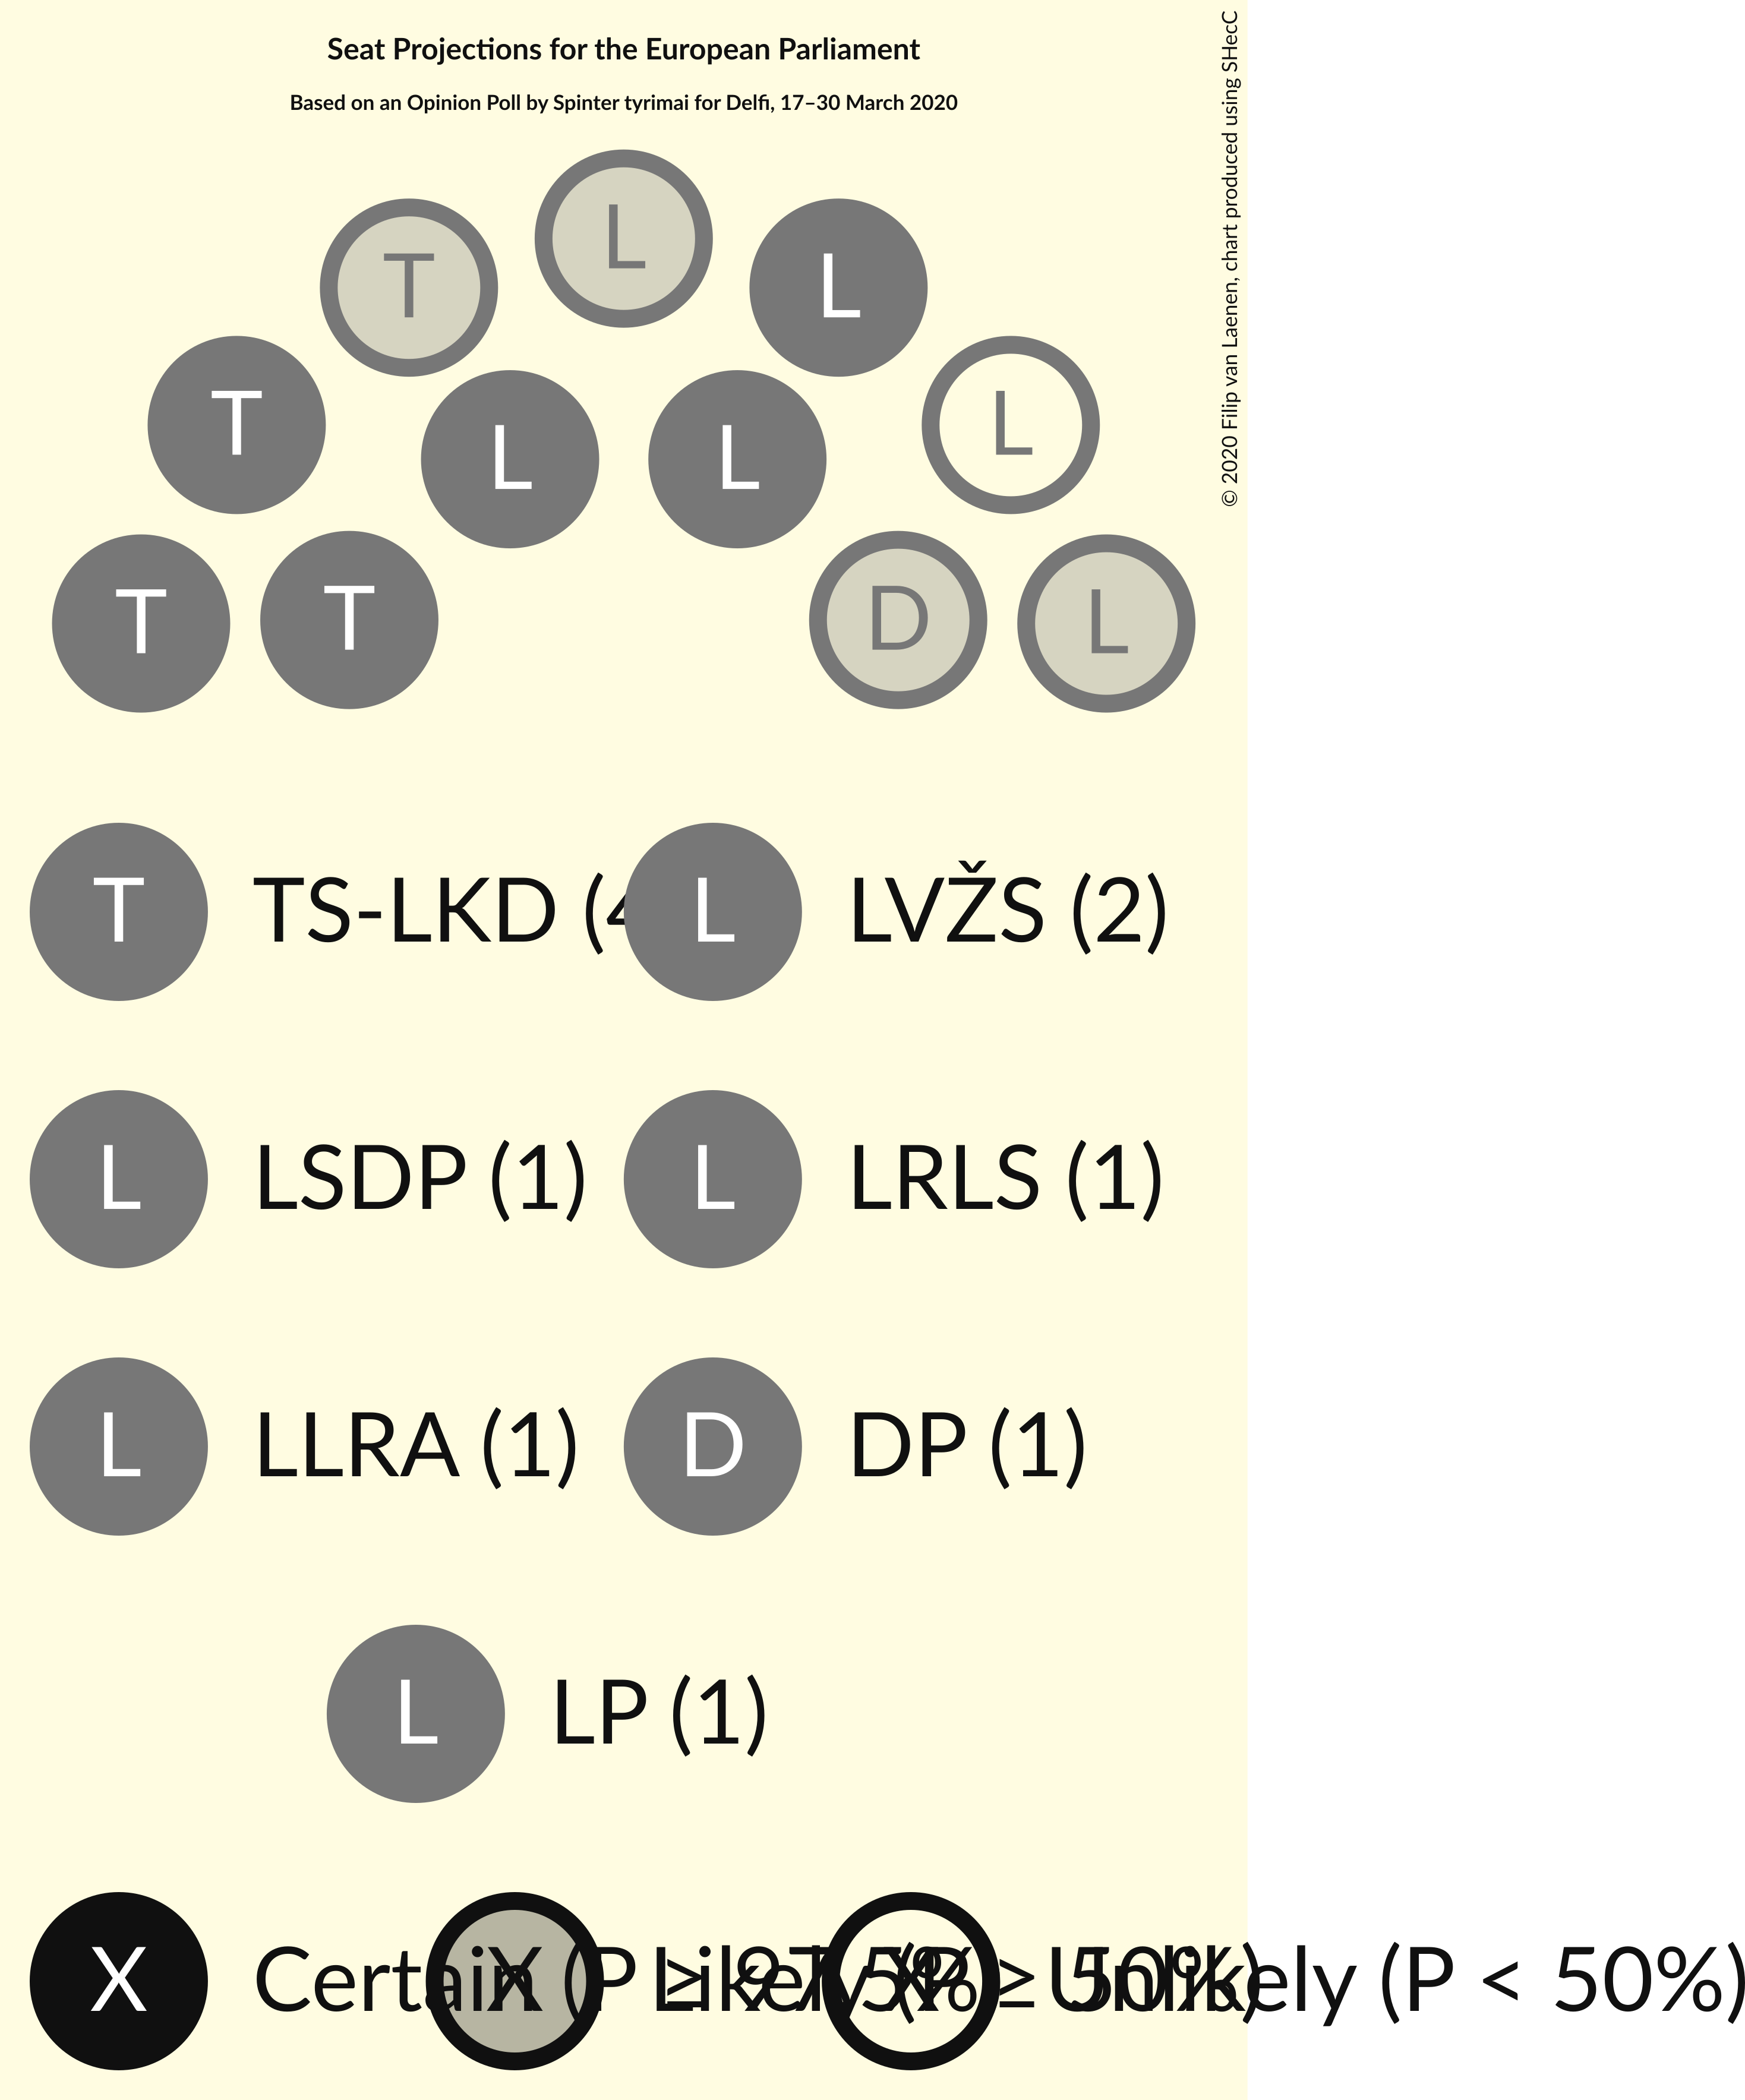 Seat Projections for the European Parliament
Based on an Opinion Poll by Spinter tyrimai for Delfi, 17–30 March 2020
© 2020 Filip van Laenen, chart produced using SHecC
L
T
L
T
L
L
L
T
T
D
L
T TS-LKD (4
L LVŽS (2)
L LSDP (1)
L LRLS (1)
L LLRA (1)
D DP (1)
L LP (1)
X Certain (P ≥
X Likely (P ≥ 50%)
X Unlikely (P < 50%)